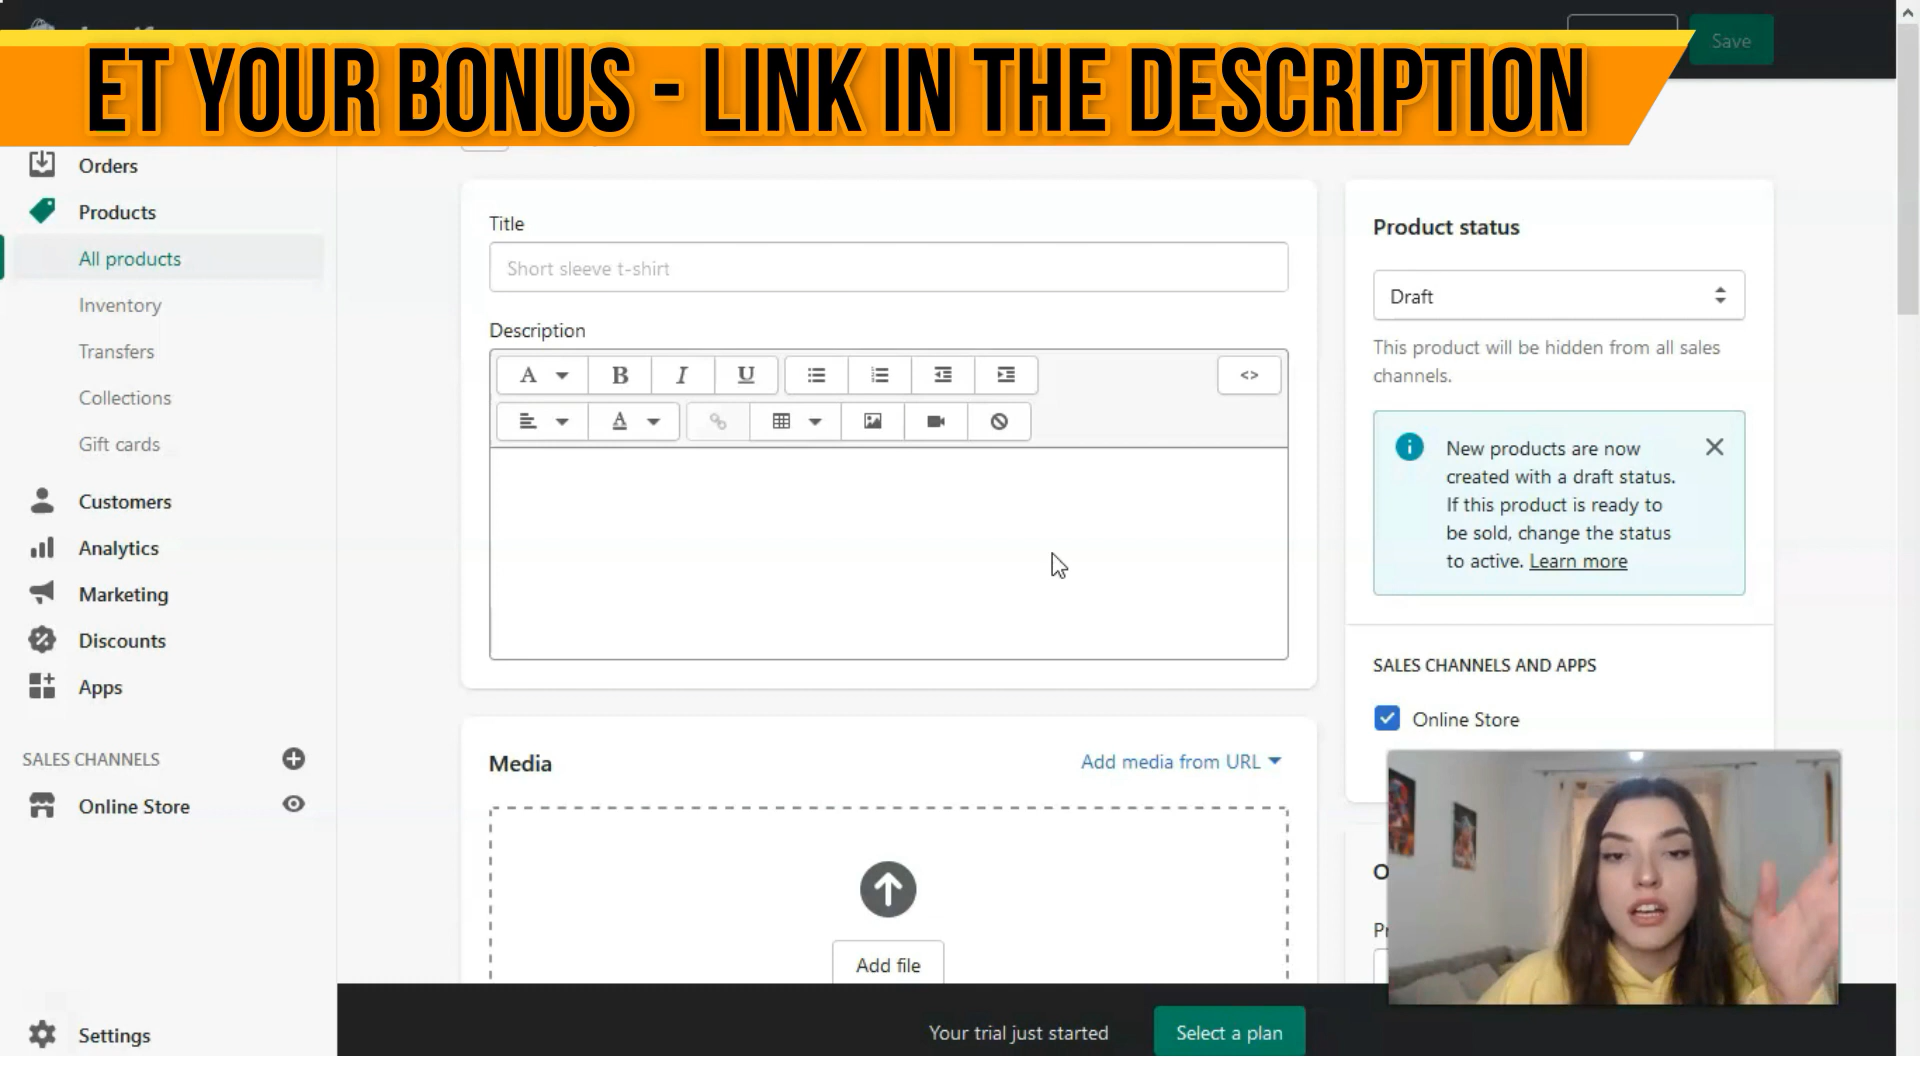 Save
ET YOUR BONUS - LINK IN THE DESCRIPTION
Orders
Products
All products
Inventory
Transfers
Collections
Gift cards
Customers
Analytics
Marketing
Discounts
Apps
SALES CHANNELS
Online Store
Settings
Title
Short sleeve t-shirt
Description
A
B
I
U
<>
A
Media
Add media from URL
Add file
Product status
Draft
This product will be hidden from all sales
channels.
New products are now
created with a draft status.
If this product is ready to
be sold, change the status
to active. Learn more
SALES CHANNELS AND APPS
Online Store
Your trial just started
Select a plan